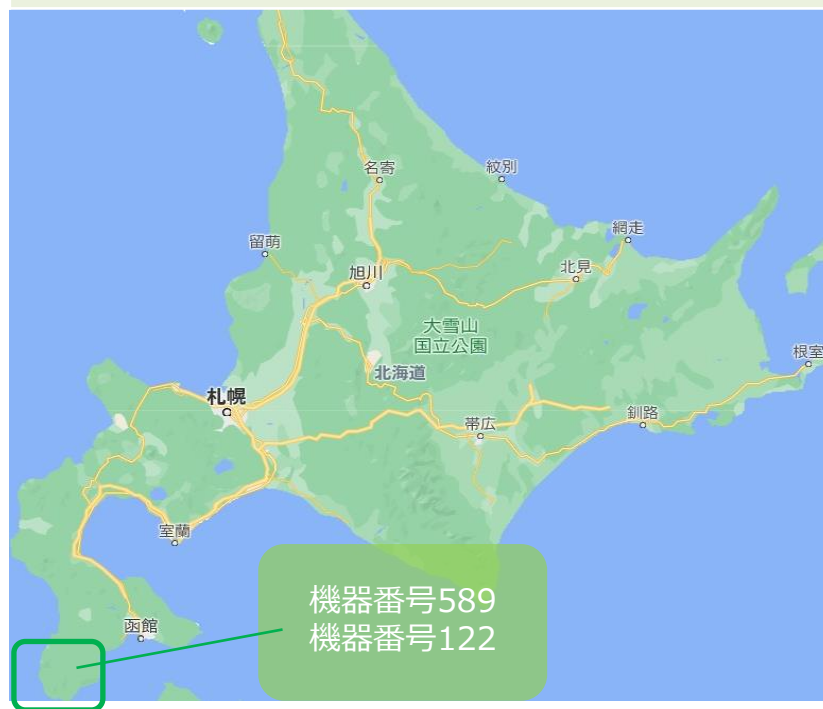 名寄
紋別
網走
留萌
旭川
北見
大雪山
国立公園
北海道
根室
札幌
帯広
釧路
室蘭
函館
機器番号589
機器番号122